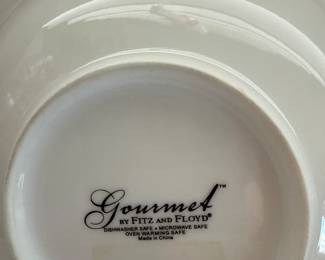 Gourmet™
BY FITZ AND FLOYD®
DISHWASHER SAFE • MICROWAVE SAFE
OVEN WARMING SAFE
Made in China